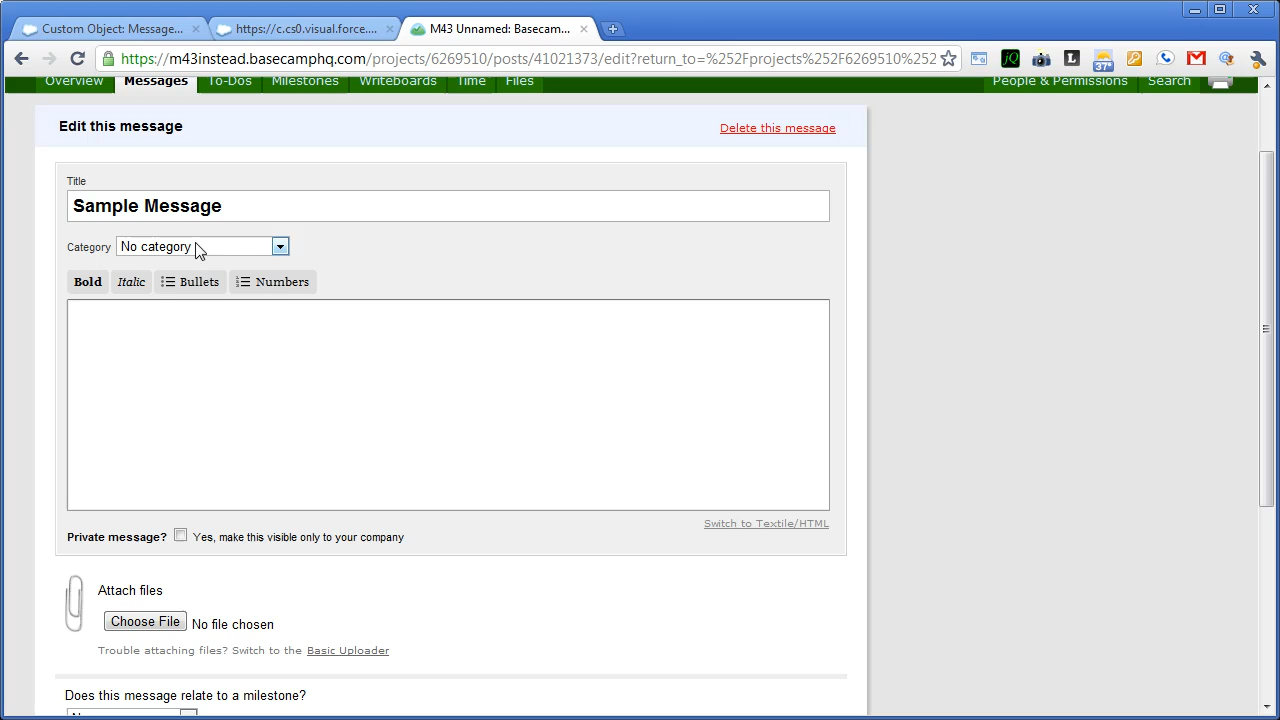 Custom Object: Message...
https://c.cs0.visual.force....
M43 Unnamed: Basecamp...
https://m43instead.basecamphq.com/projects/6269510/posts/41021373/edit?return_to=%252Fprojects%252F6269510%252
37*
Overview Messages To-Dos Milestones Writeboards Time Files People & Permissions Search
Edit this message
Delete this message
Title
Sample Message
Category No category
Bold Italic Bullets Numbers
Switch to Textile/HTML
Private message? Yes, make this visible only to your company
Attach files
Choose File No file chosen
Trouble attaching files? Switch to the Basic Uploader
Does this message relate to a milestone?